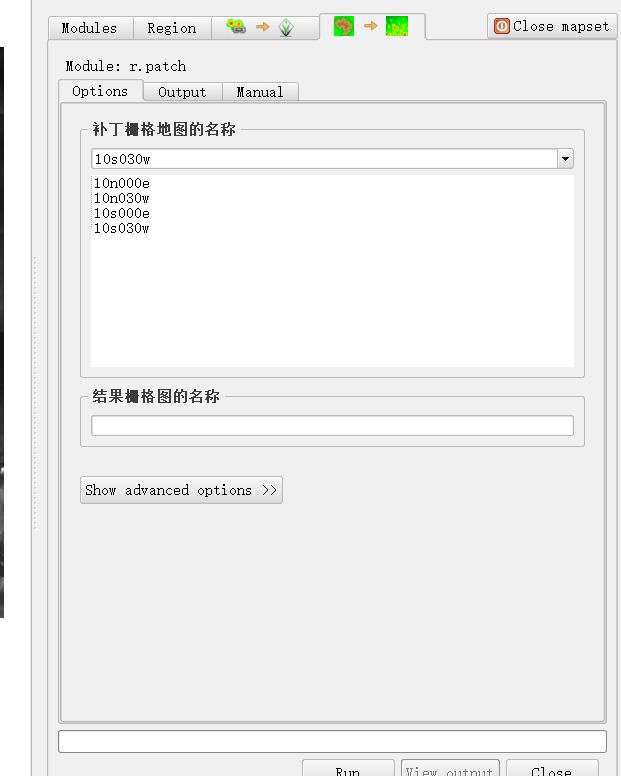 Modules Region Close mapset
Module: r.patch
Options Output Manual
补丁栅格地图的名称
10s030w
10n000e
10n030w
10s000e
10s030w
结果栅格图的名称
Show advanced options >>
Run View output Close